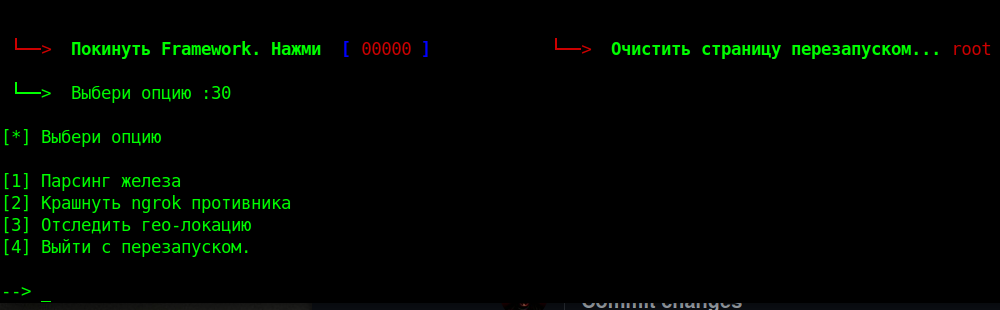 └──> Покинуть Framework. Нажми [ 00000 ] └──> Очистить страницу перезапуском... root
└──> Выбери опцию :30
[*] Выбери опцию
[1] Парсинг железа
[2] Крашнуть ngrok противника
[3] Отследить гео-локацию
[4] Выйти с перезапуском.
--> _
Commit changes